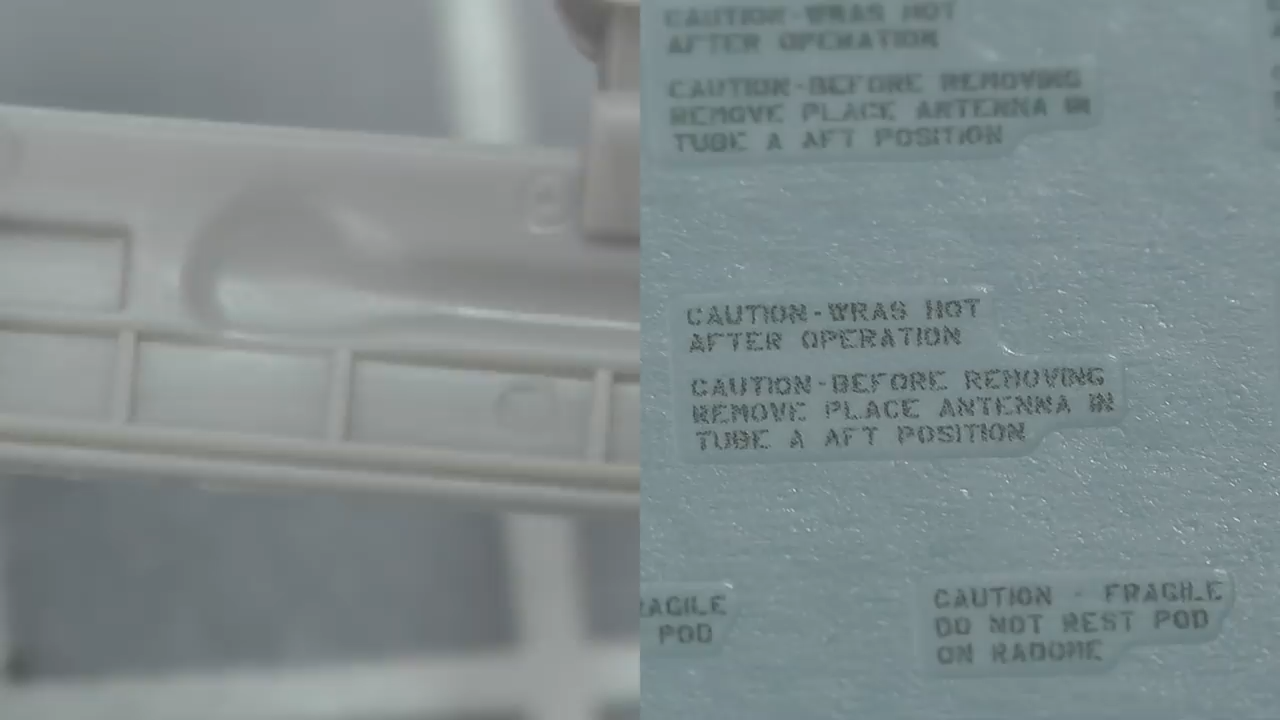 CAUTION-WRAS HOT
AFTER OPERATION
CAUTION-BEFORE REMOVING
REMOVE PLACE ANTENNA IN
TUBE A AFT POSITION
CAUTION-WRAS HOT
AFTER OPERATION
CAUTION-BEFORE REMOVING
REMOVE PLACE ANTENNA IN
TUBE A AFT POSITION
RAGILE
POD
CAUTION - FRAGILE
DO NOT REST POD
ON RADOME